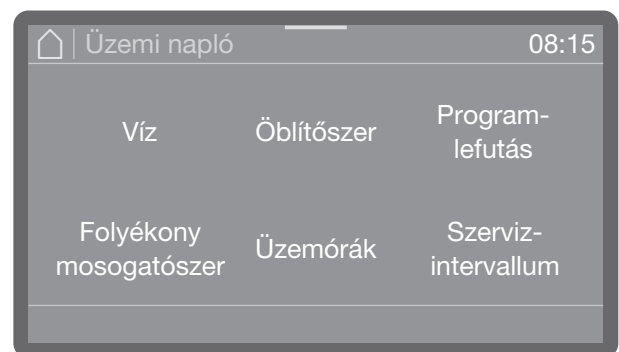 Üzemi napló 08:15
Víz Öblítőszer Program-
lefutás
Folyékony
mosogatószer Üzemórák Szerviz-
intervallum